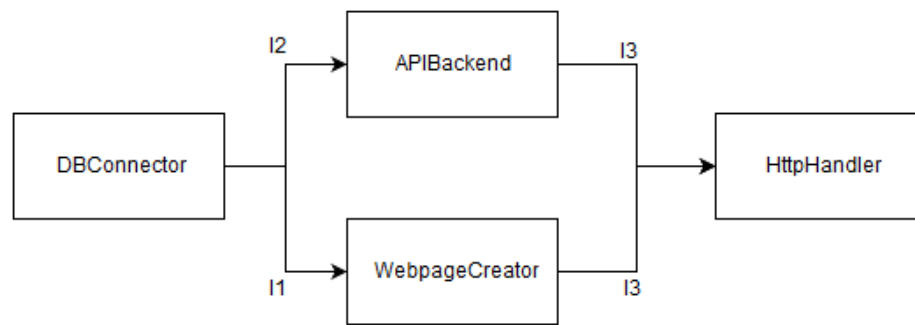 I2
APIBackend
I3
DBConnector
HttpHandler
WebpageCreator
I1
I3